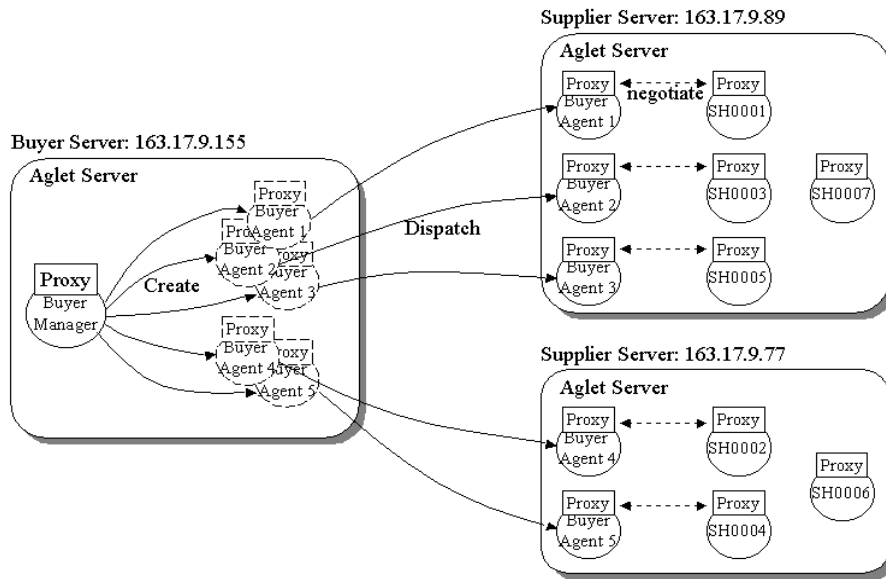 Supplier Server: 163.17.9.89
Aglet Server
Proxy
Buyer
Agent 1
negotiate
Proxy
SH0001
Proxy
Buyer
Agent 2
Proxy
SH0003
Proxy
SH0007
Proxy
Buyer
Agent 3
Proxy
SH0005
Buyer Server: 163.17.9.155
Aglet Server
Proxy
Buyer
Manager
Create
Proxy
Buyer
Agent 1
Buyer
Agent 2
Agent 3
Proxy
Buyer
Agent 4
Agent 5
Dispatch
Supplier Server: 163.17.9.77
Aglet Server
Proxy
Buyer
Agent 4
Proxy
SH0002
Proxy
SH0006
Proxy
Buyer
Agent 5
Proxy
SH0004